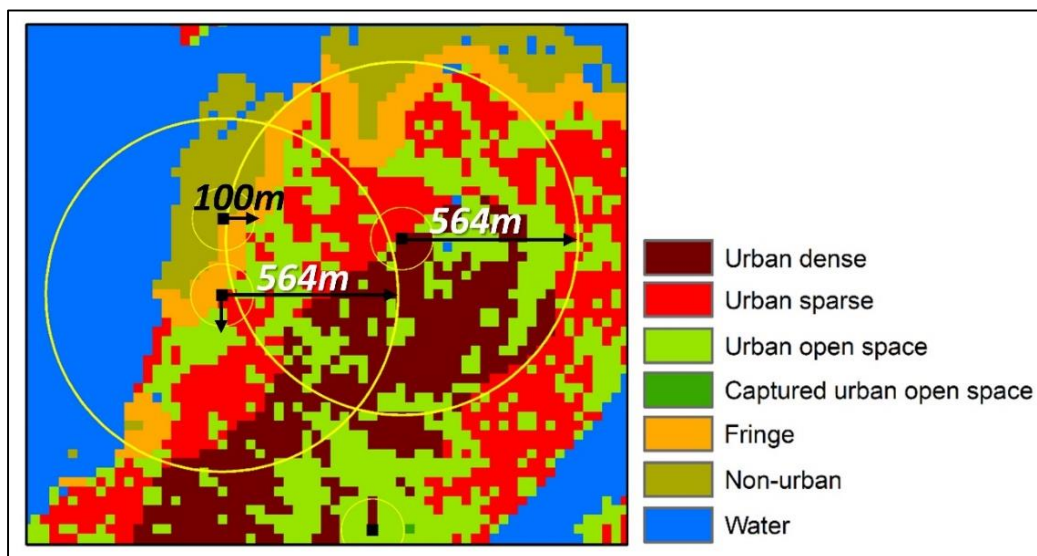 100m
564m
564m
Urban dense
Urban sparse
Urban open space
Captured urban open space
Fringe
Non-urban
Water